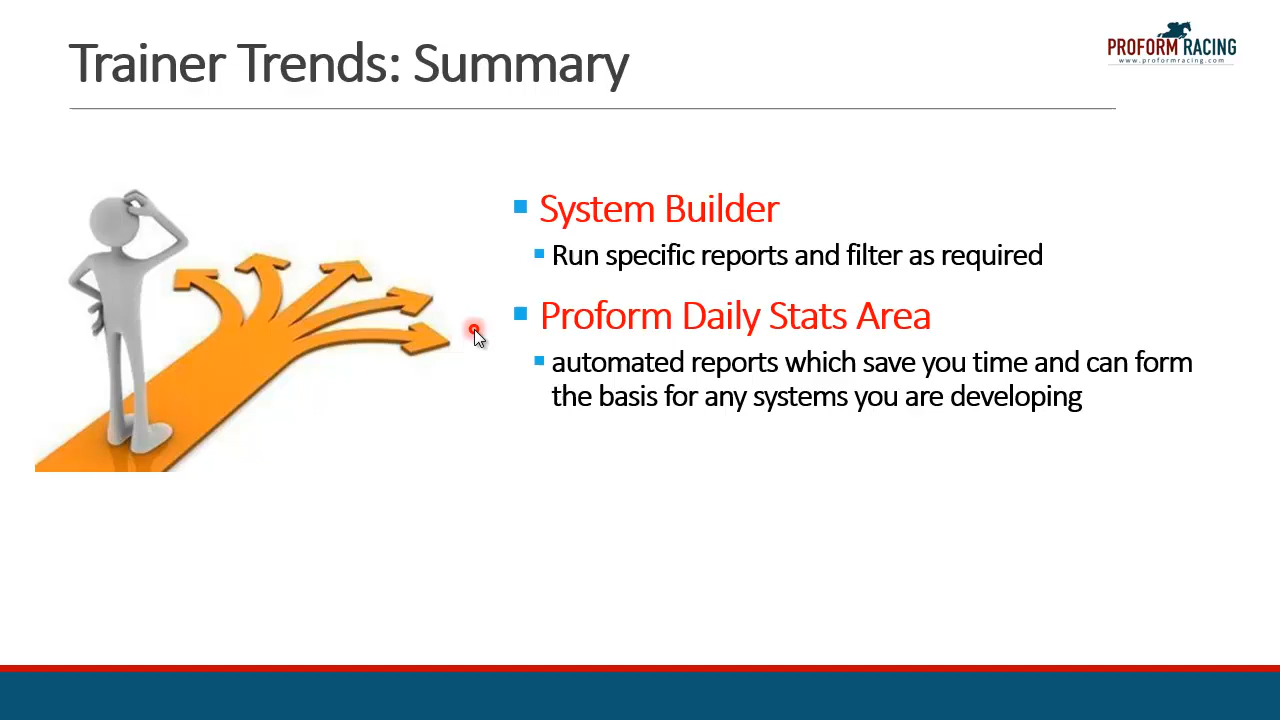 Trainer Trends: Summary
PROFORM RACING
www.proformracing.com
System Builder
Run specific reports and filter as required
Proform Daily Stats Area
automated reports which save you time and can form
the basis for any systems you are developing